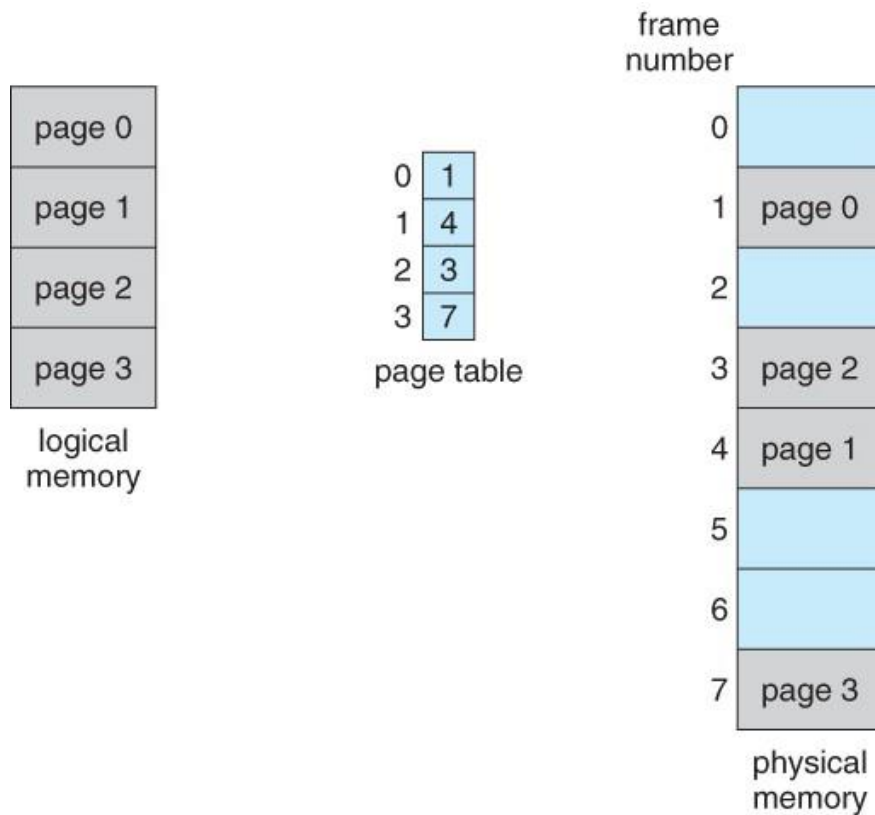 page 0
page 1
page 2
page 3
logical
memory
0 1
1 4
2 3
3 7
page table
frame
number
0
1 page 0
2
3 page 2
4 page 1
5
6
7 page 3
physical
memory